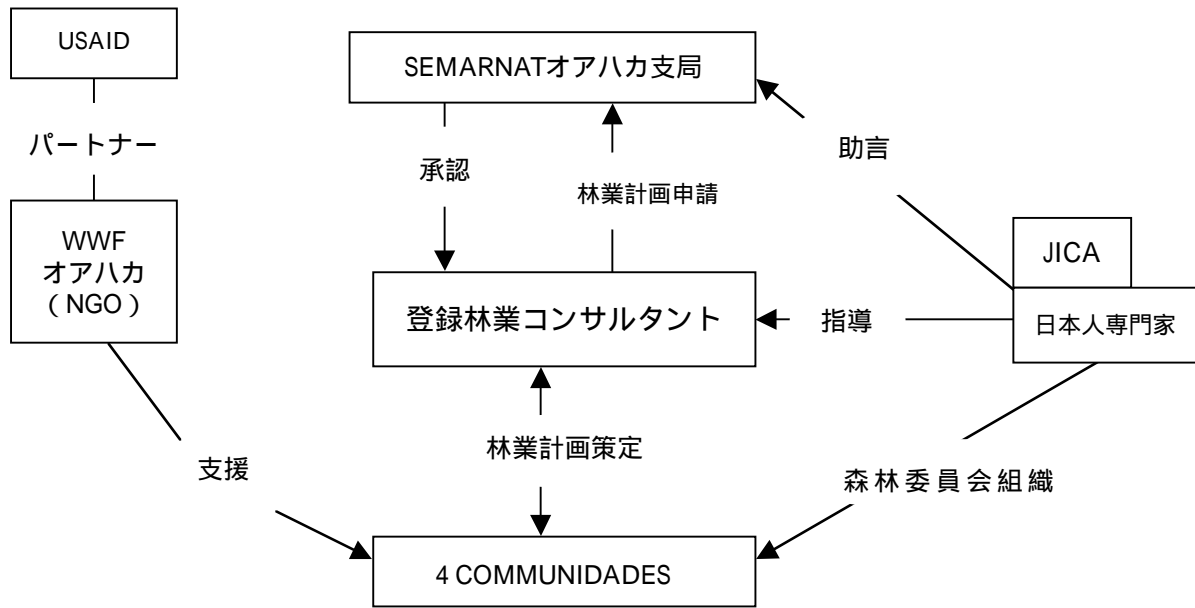 USAID
SEMARNATオアハカ支局
パートナー
助言
承認
林業計画申請
WWF
オアハカ
(NGO)
JICA
登録林業コンサルタント
指導
日本人専門家
林業計画策定
支援
森林委員会組織
4 COMMUNIDADES